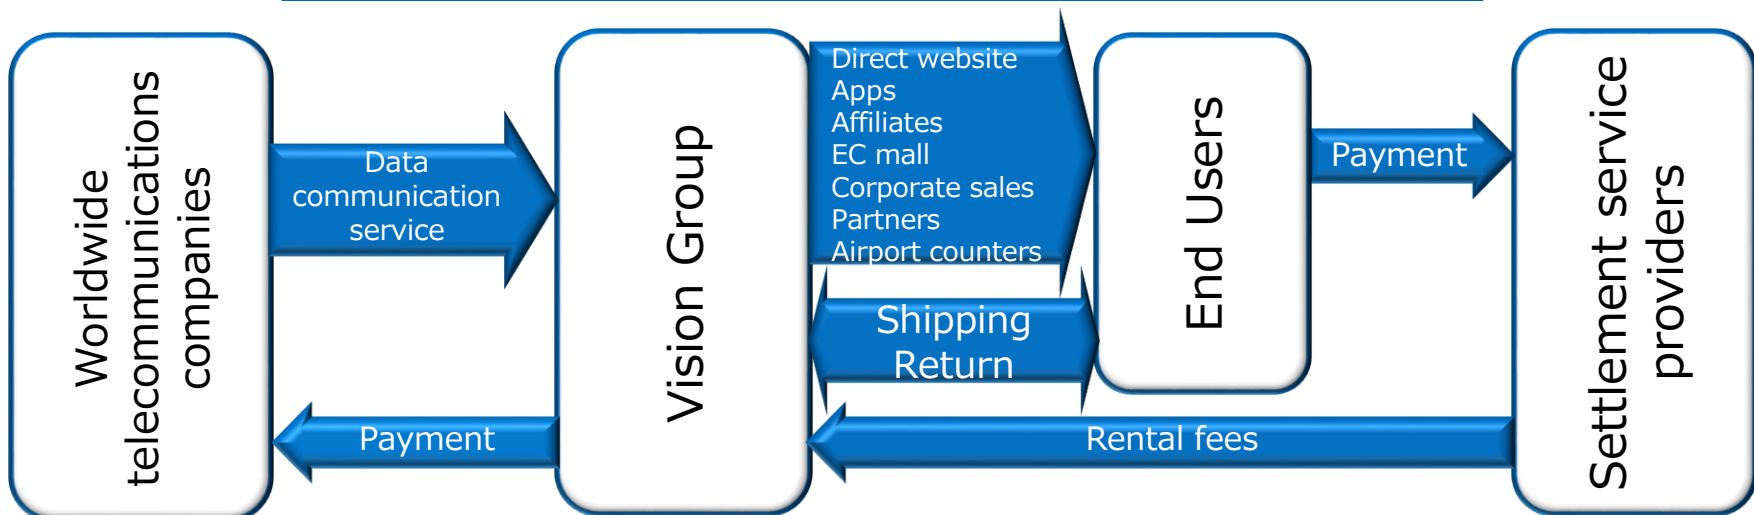 Worldwide
telecommunications
companies
Data
communication
service
Payment
Vision Group
Direct website
Apps
Affiliates
EC mall
Corporate sales
Partners
Airport counters
Shipping
Return
End Users
Payment
Rental fees
Settlement service
providers